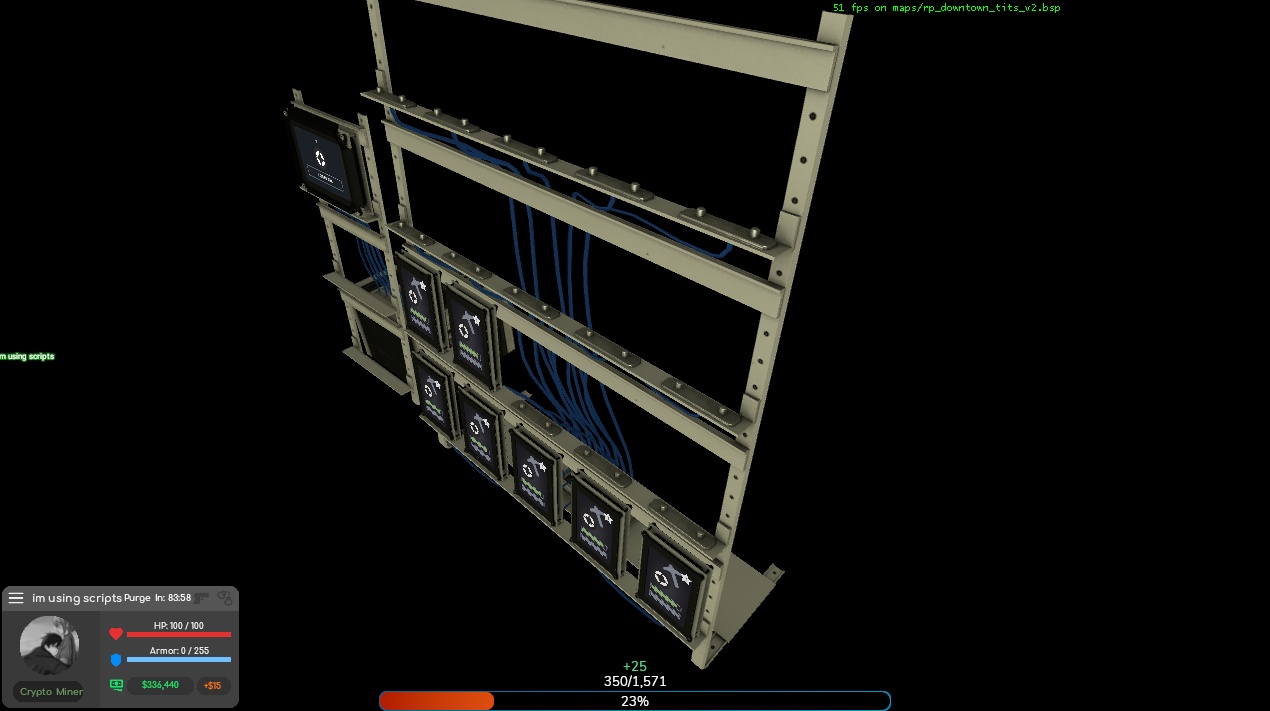 51 fps on maps/rp_downtown_tits_v2.bsp
m using scripts
im using scripts Purge In: 83:58
HP: 100 / 100
Armor: 0 / 255
Crypto Miner
$336,440
+$15
+25
350/1,571
23%